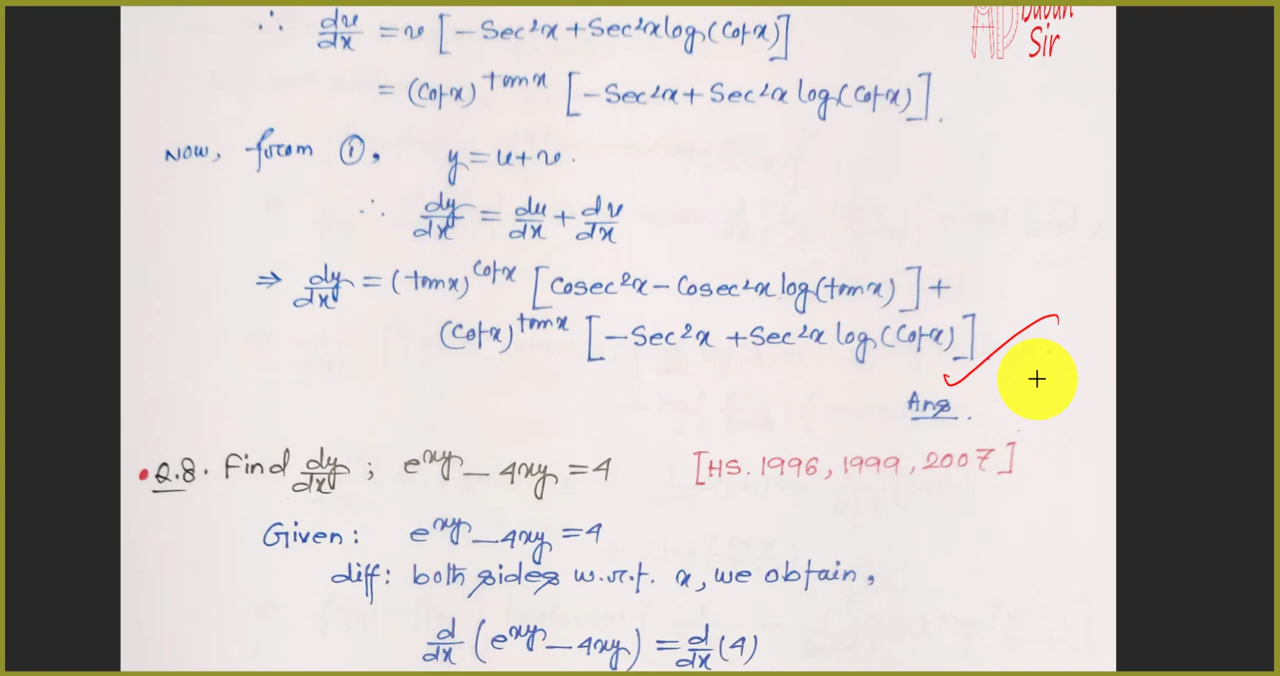 ∴ dv/dx = v [-Sec²x + Sec²x log(Cotx)]
Sir
= (Cotx)^tanx [-Sec²x + Sec²x log(Cotx)].
Now, from ①, y = u+v.
∴ dy/dx = du/dx + dv/dx
⇒ dy/dx = (tanx)^Cotx [Cosec²x - Cosec²x log(tanx)] +
(Cotx)^tanx [-Sec²x + Sec²x log(Cotx)]
Ans.
• Q.8. Find dy/dx ; e^xy - 4xy = 4 [HS. 1996, 1999, 2007]
Given: e^xy - 4xy = 4
diff: both sides w.r.t. x, we obtain,
d/dx (e^xy - 4xy) = d/dx (4)